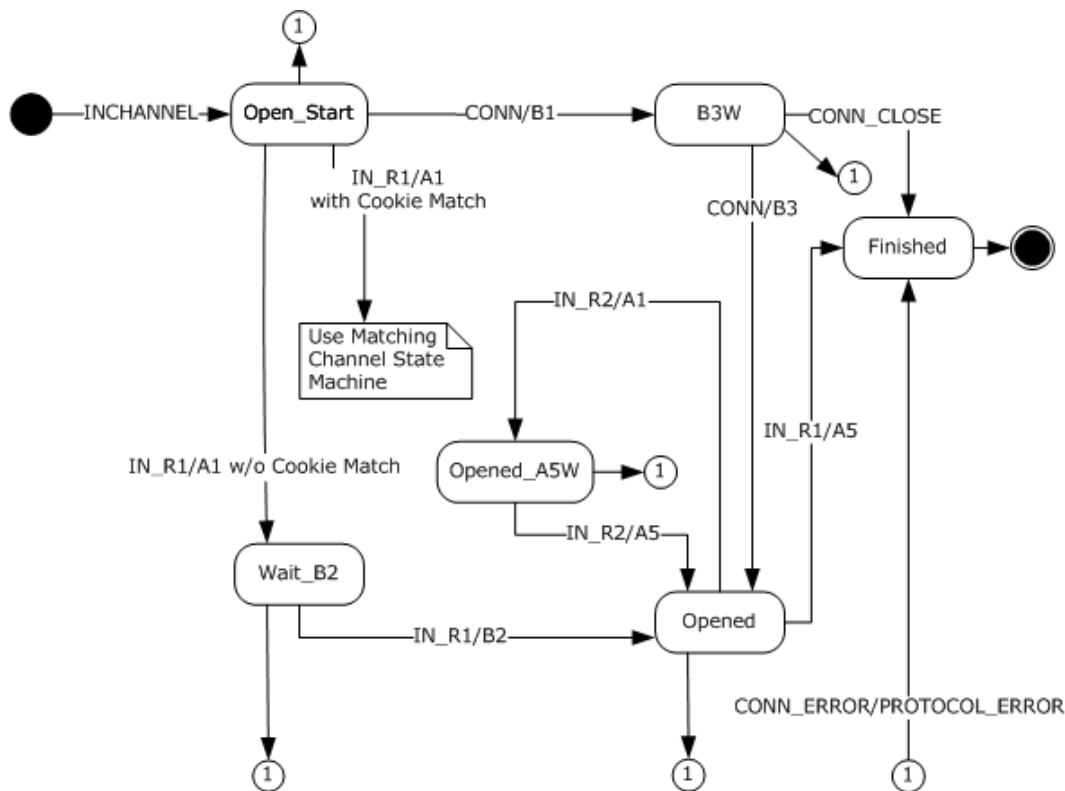 1
INCHANNEL
Open_Start
CONN/B1
B3W
CONN_CLOSE
IN_R1/A1
with Cookie Match
1
CONN/B3
Finished
IN_R2/A1
Use Matching
Channel State
Machine
IN_R1/A5
IN_R1/A1 w/o Cookie Match
Opened_A5W
1
IN_R2/A5
Wait_B2
Opened
IN_R1/B2
CONN_ERROR/PROTOCOL_ERROR
1
1
1